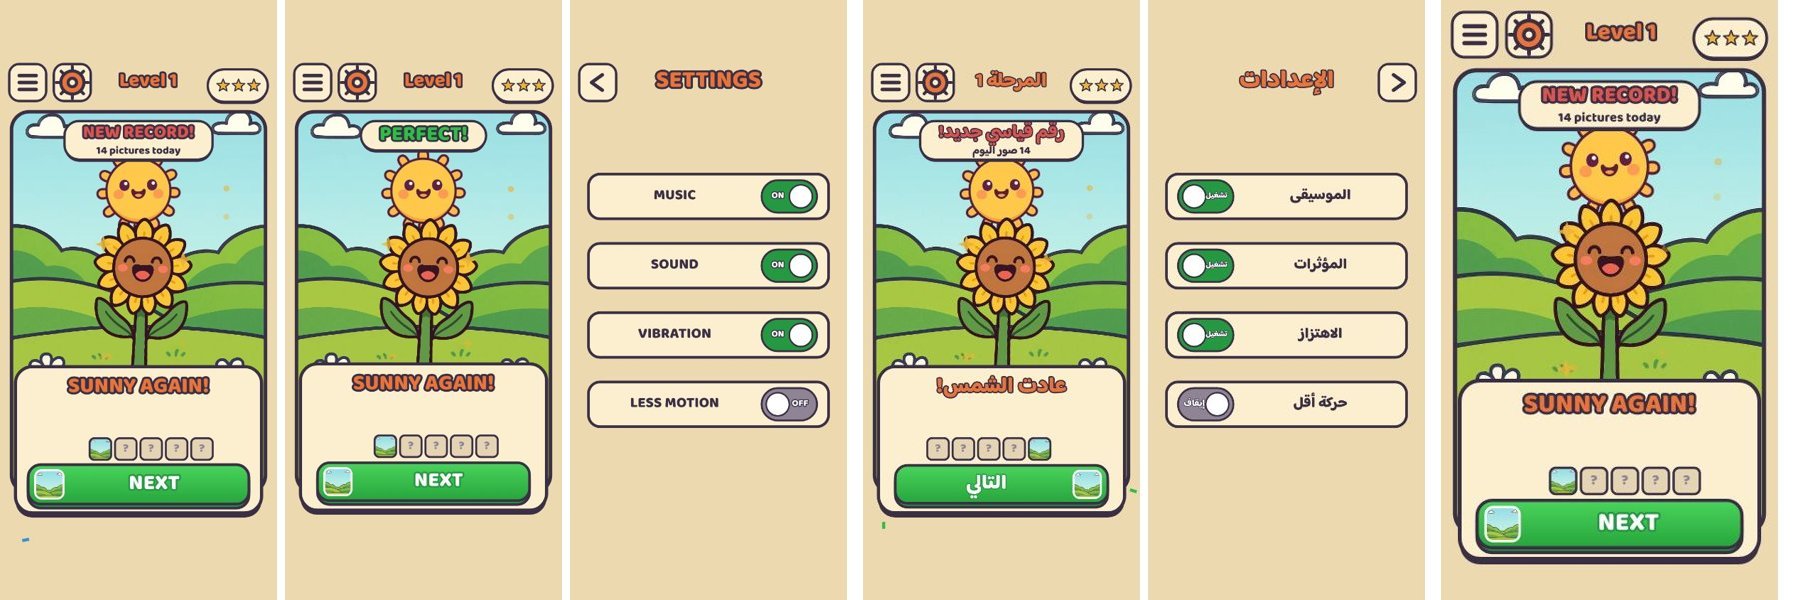 Level 1
NEW RECORD!
14 pictures today
SUNNY AGAIN!
? ? ? ?
NEXT
Level 1
PERFECT!
SUNNY AGAIN!
? ? ? ?
NEXT
SETTINGS
MUSIC ON
SOUND ON
VIBRATION ON
LESS MOTION OFF
المرحلة 1
رقم قياسي جديد!
14 صور اليوم
عادت الشمس!
? ? ? ?
التالي
الإعدادات
الموسيقى تشغيل
المؤثرات تشغيل
الاهتزاز تشغيل
حركة أقل إيقاف
Level 1
NEW RECORD!
14 pictures today
SUNNY AGAIN!
? ? ? ?
NEXT